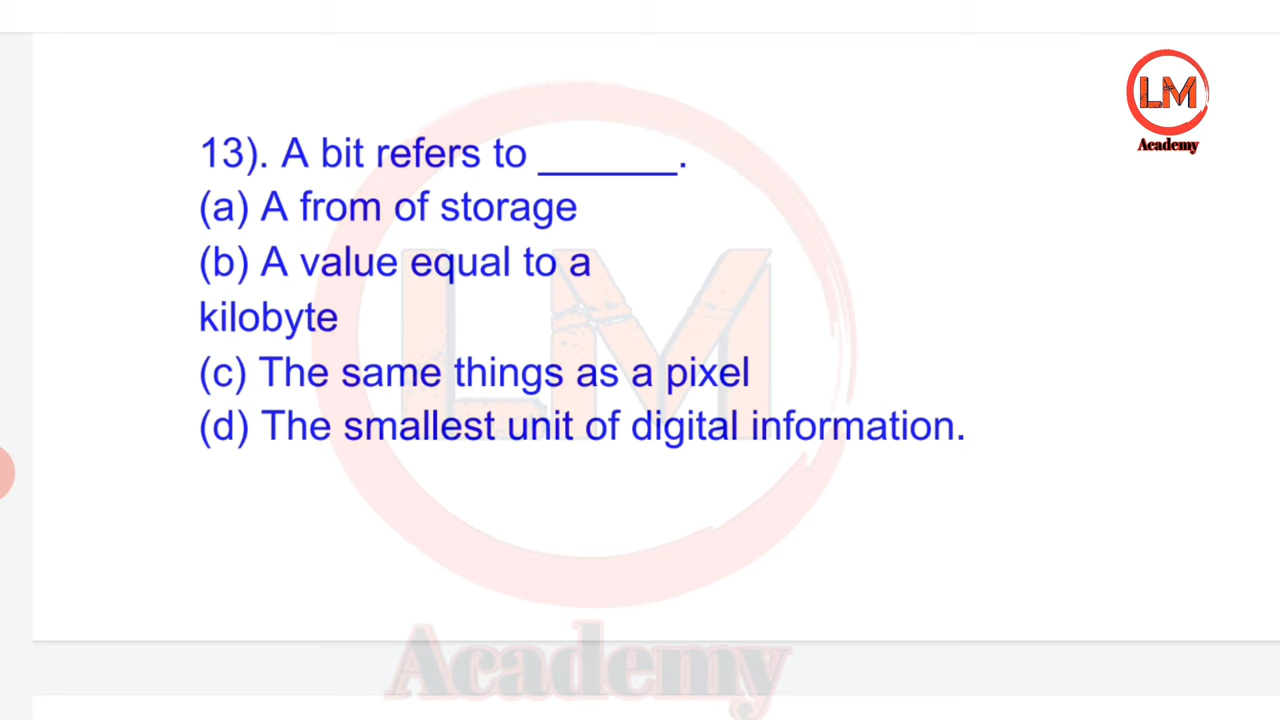 LM
Academy
13). A bit refers to ______.
(a) A from of storage
(b) A value equal to a
kilobyte
(c) The same things as a pixel
(d) The smallest unit of digital information.
LM
Academy